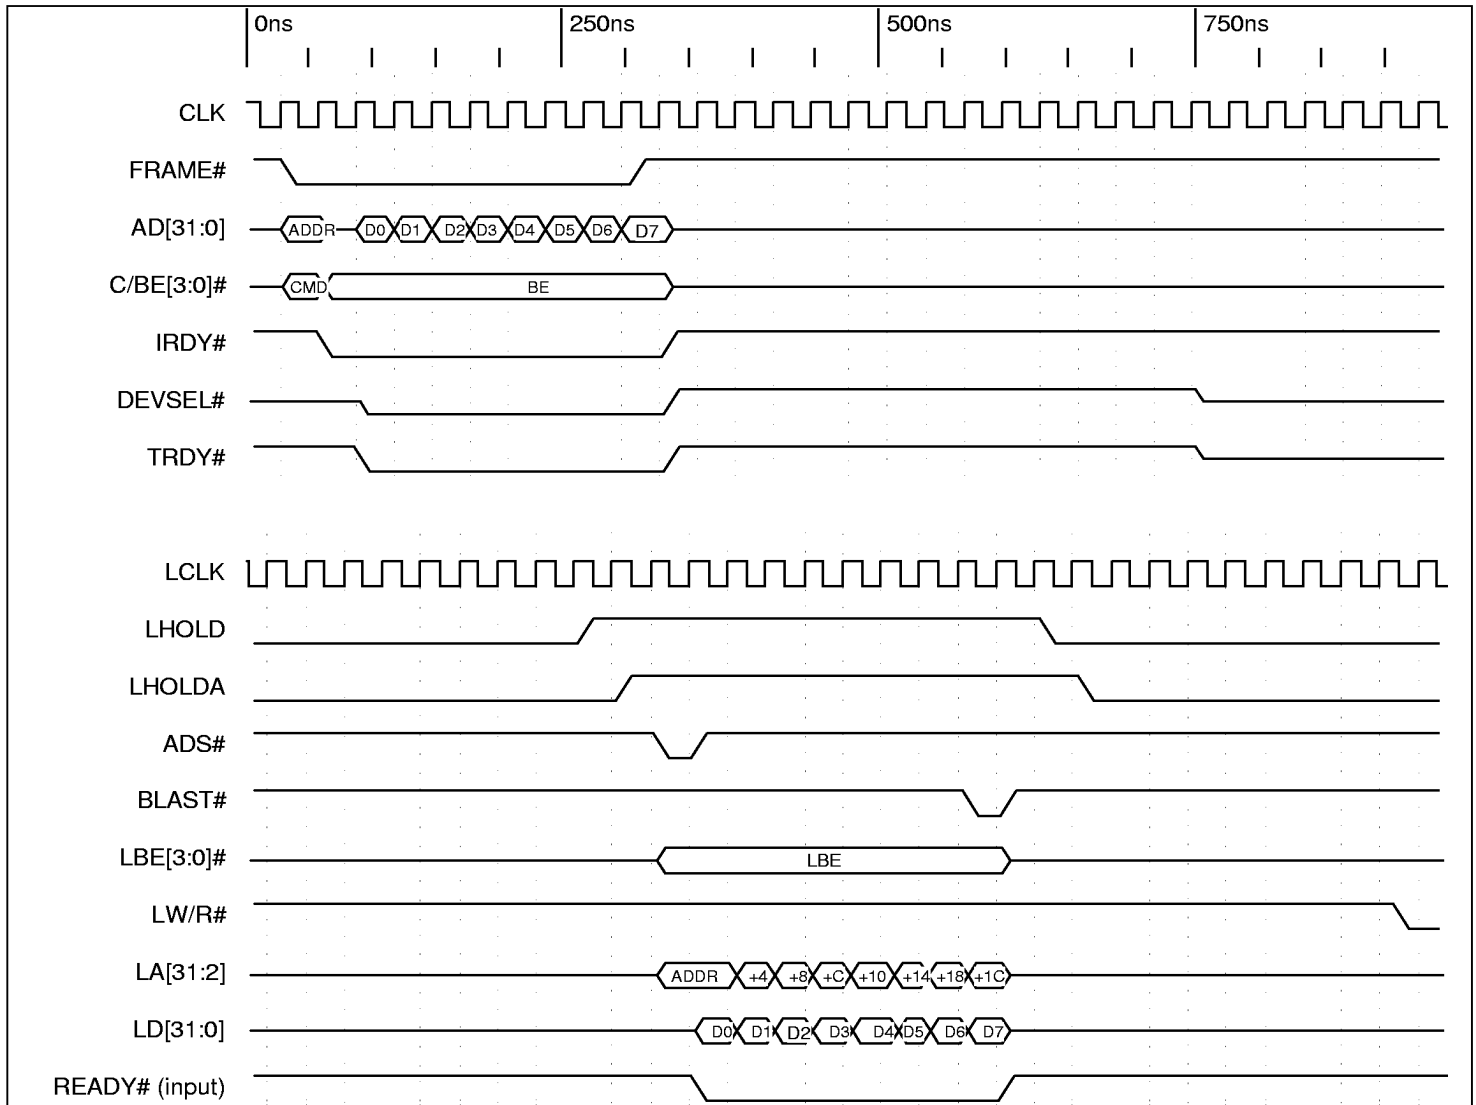 0ns 250ns 500ns 750ns
CLK
FRAME#
AD[31:0] ADDR D0 D1 D2 D3 D4 D5 D6 D7
C/BE[3:0]# CMD BE
IRDY#
DEVSEL#
TRDY#
LCLK
LHOLD
LHOLDA
ADS#
BLAST#
LBE[3:0]# LBE
LW/R#
LA[31:2] ADDR +4 +8 +C +10 +14 +18 +1C
LD[31:0] D0 D1 D2 D3 D4 D5 D6 D7
READY# (input)